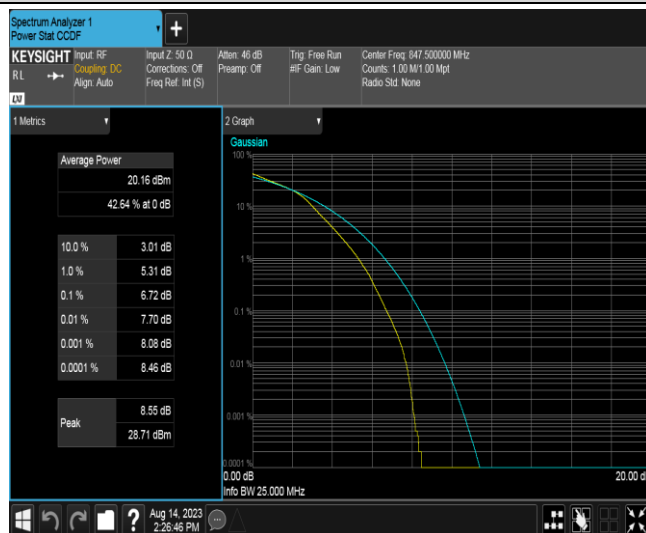 Spectrum Analyzer 1
Power Stat CCDF
+
KEYSIGHT
RL
LXI
Input: RF
Coupling: DC
Align: Auto
Input Z: 50 Ω
Corrections: Off
Freq Ref: Int (S)
Atten: 46 dB
Preamp: Off
Trig: Free Run
#IF Gain: Low
Center Freq: 847.500000 MHz
Counts: 1.00 M/1.00 Mpt
Radio Std: None
1 Metrics
Average Power
20.16 dBm
42.64 % at 0 dB
10.0 % 3.01 dB
1.0 % 5.31 dB
0.1 % 6.72 dB
0.01 % 7.70 dB
0.001 % 8.08 dB
0.0001 % 8.46 dB
Peak
8.55 dB
28.71 dBm
2 Graph
Gaussian
100 %
10 %
1 %
0.1 %
0.01 %
0.001 %
0.0001 %
0.00 dB
20.00 d
Info BW 25.000 MHz
?
Aug 14, 2023
2:26:46 PM